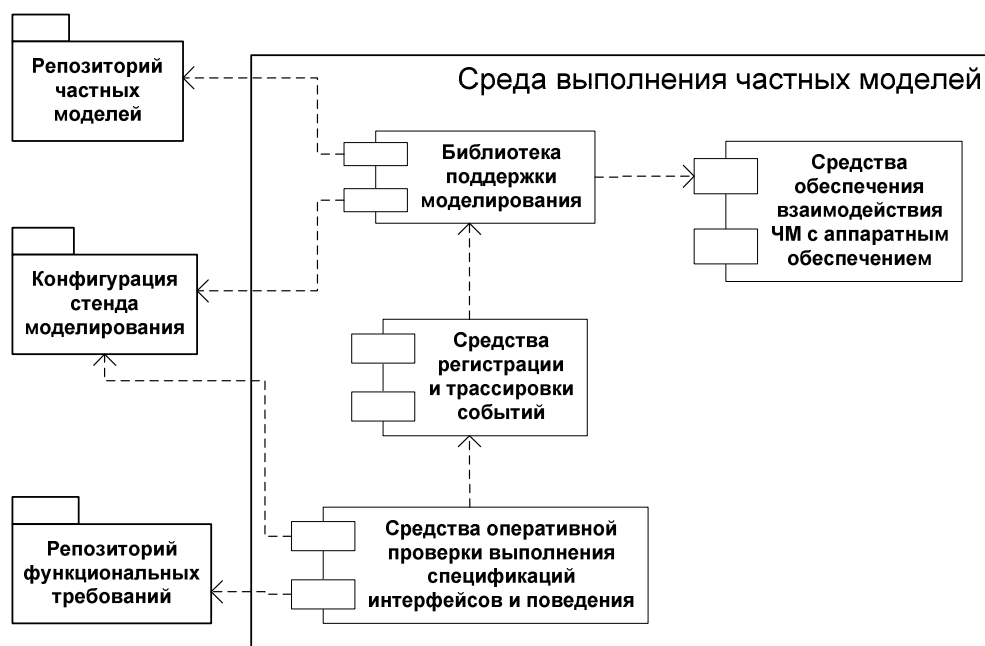 Репозиторий
частных
моделей
Среда выполнения частных моделей
Библиотека
поддержки
моделирования
Средства
обеспечения
взаимодействия
ЧМ с аппаратным
обеспечением
Конфигурация
стенда
моделирования
Средства
регистрации
и трассировки
событий
Репозиторий
функциональных
требований
Средства оперативной
проверки выполнения
спецификаций
интерфейсов и поведения